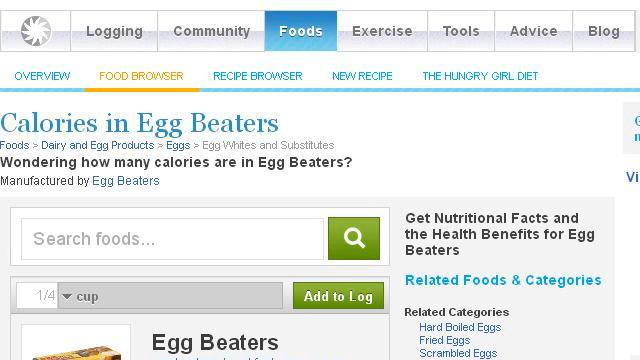 Logging Community Foods Exercise Tools Advice Blog
OVERVIEW FOOD BROWSER RECIPE BROWSER NEW RECIPE THE HUNGRY GIRL DIET
Calories in Egg Beaters
Foods > Dairy and Egg Products > Eggs > Egg Whites and Substitutes
Wondering how many calories are in Egg Beaters?
Manufactured by Egg Beaters
Vi
Search foods...
1/4 cup
Add to Log
Egg Beaters
Get Nutritional Facts and
the Health Benefits for Egg
Beaters
Related Foods & Categories
Related Categories
Hard Boiled Eggs
Fried Eggs
Scrambled Eggs